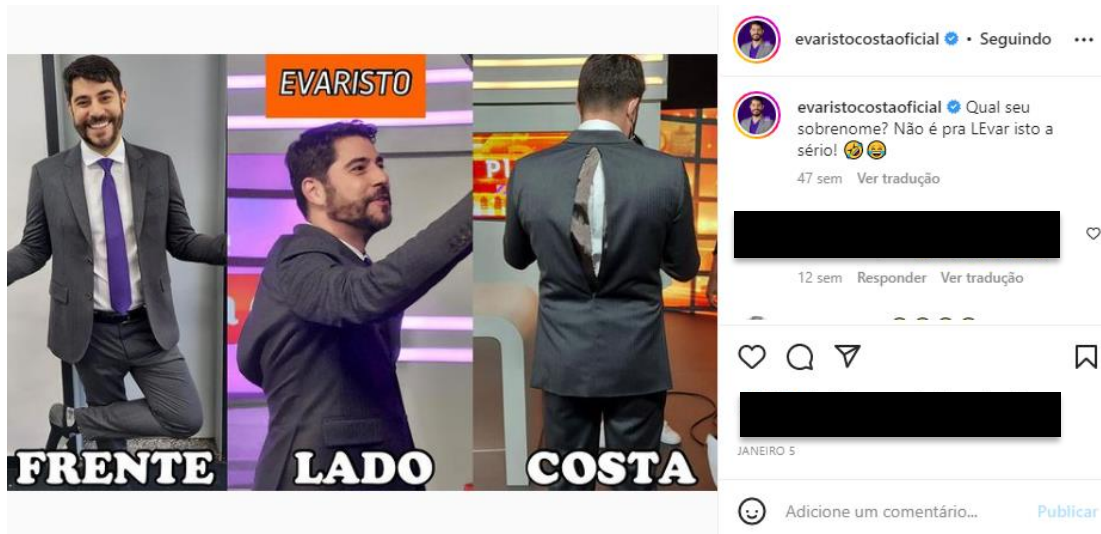 EVARISTO
FRENTE
LADO
COSTA
evaristocostaoficial • Seguindo
evaristocostaoficial Qual seu
sobrenome? Não é pra LEvar isto a
sério! 🤣😂
47 sem Ver tradução
12 sem Responder Ver tradução
JANEIRO 5
Adicione um comentário... Publicar